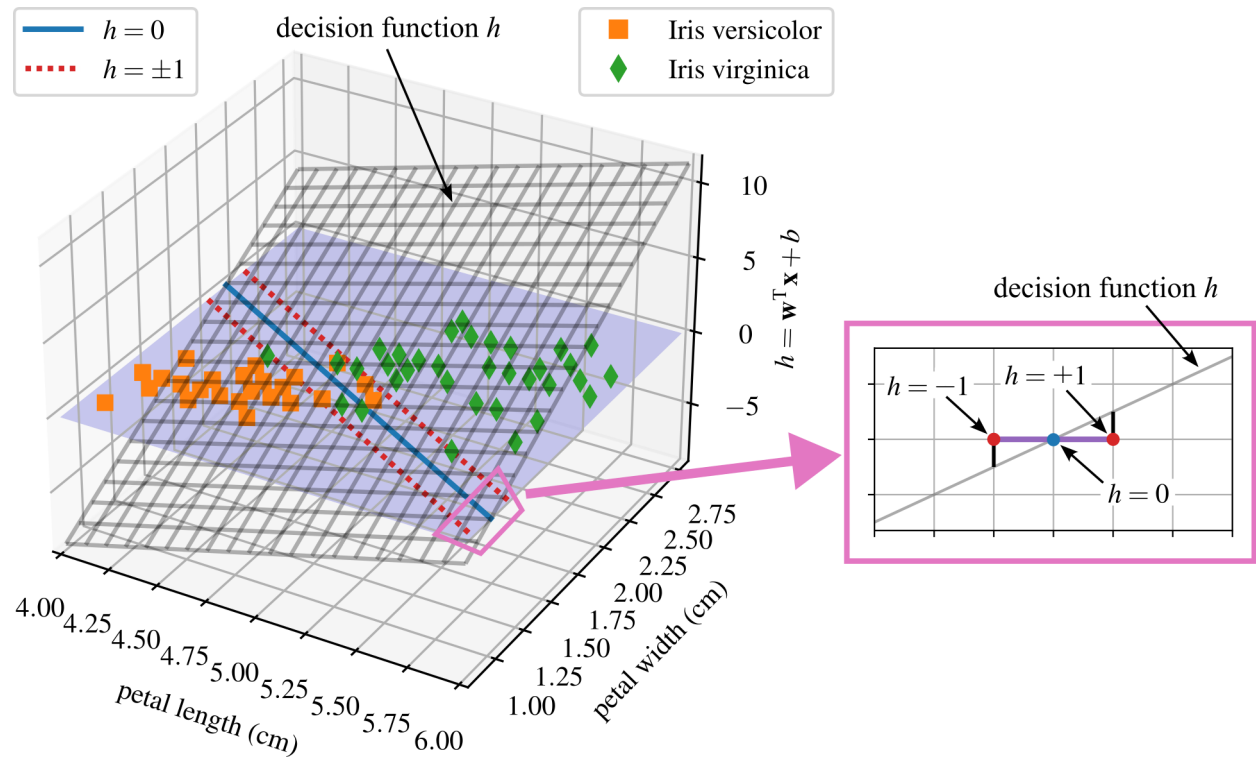 h = 0
h = ±1
decision function h
Iris versicolor
Iris virginica
10
5
0
−5
h = wᵀx + b
4.00
4.25
4.50
4.75
5.00
5.25
5.50
5.75
6.00
petal length (cm)
1.00
1.25
1.50
1.75
2.00
2.25
2.50
2.75
petal width (cm)
decision function h
h = −1
h = +1
h = 0